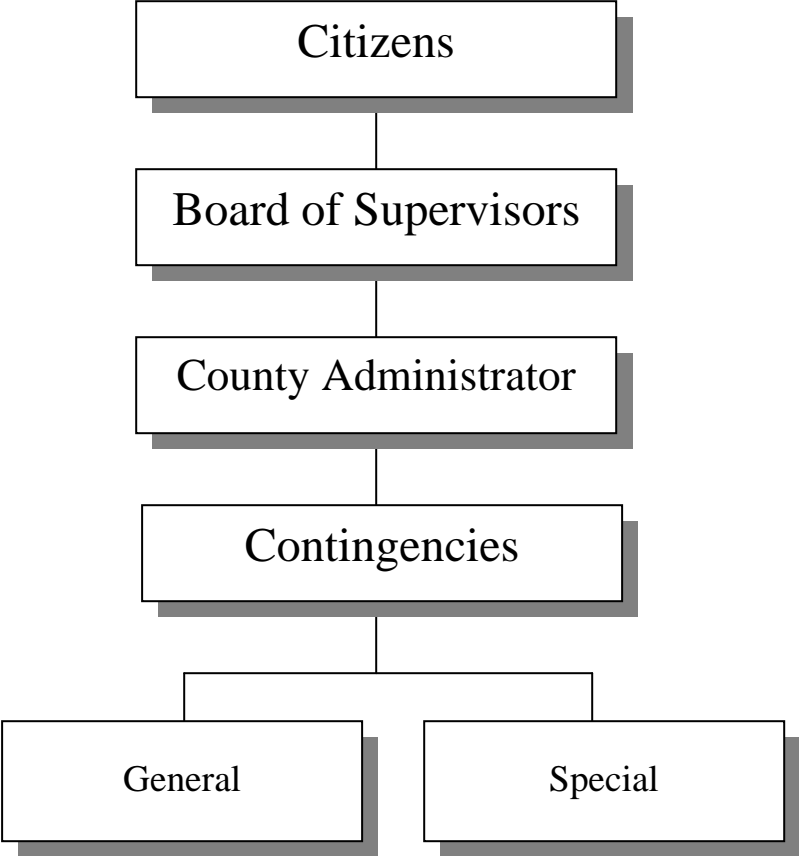 Citizens
Board of Supervisors
County Administrator
Contingencies
General
Special